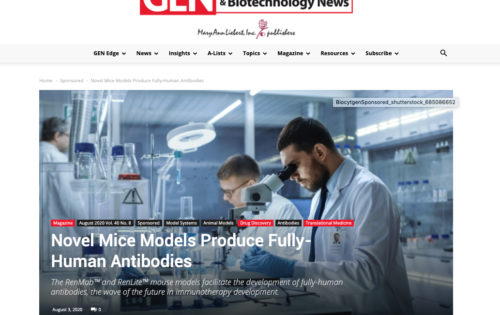 GEN
& Biotechnology News
Mary Ann Liebert, Inc. publishers
GEN Edge News Insights A-Lists Topics Magazine Resources Subscribe
Home Sponsored Novel Mice Models Produce Fully-Human Antibodies
BiocytgenSponsored_shutterstock_685086652
Magazine August 2020 Vol. 40 No. 8 Sponsored Model Systems Animal Models Drug Discovery Antibodies Translational Medicine
Novel Mice Models Produce Fully-
Human Antibodies
The RenMab™ and RenLite™ mouse models facilitate the development of fully-human
antibodies, the wave of the future in immunotherapy development.
August 3, 2020 3